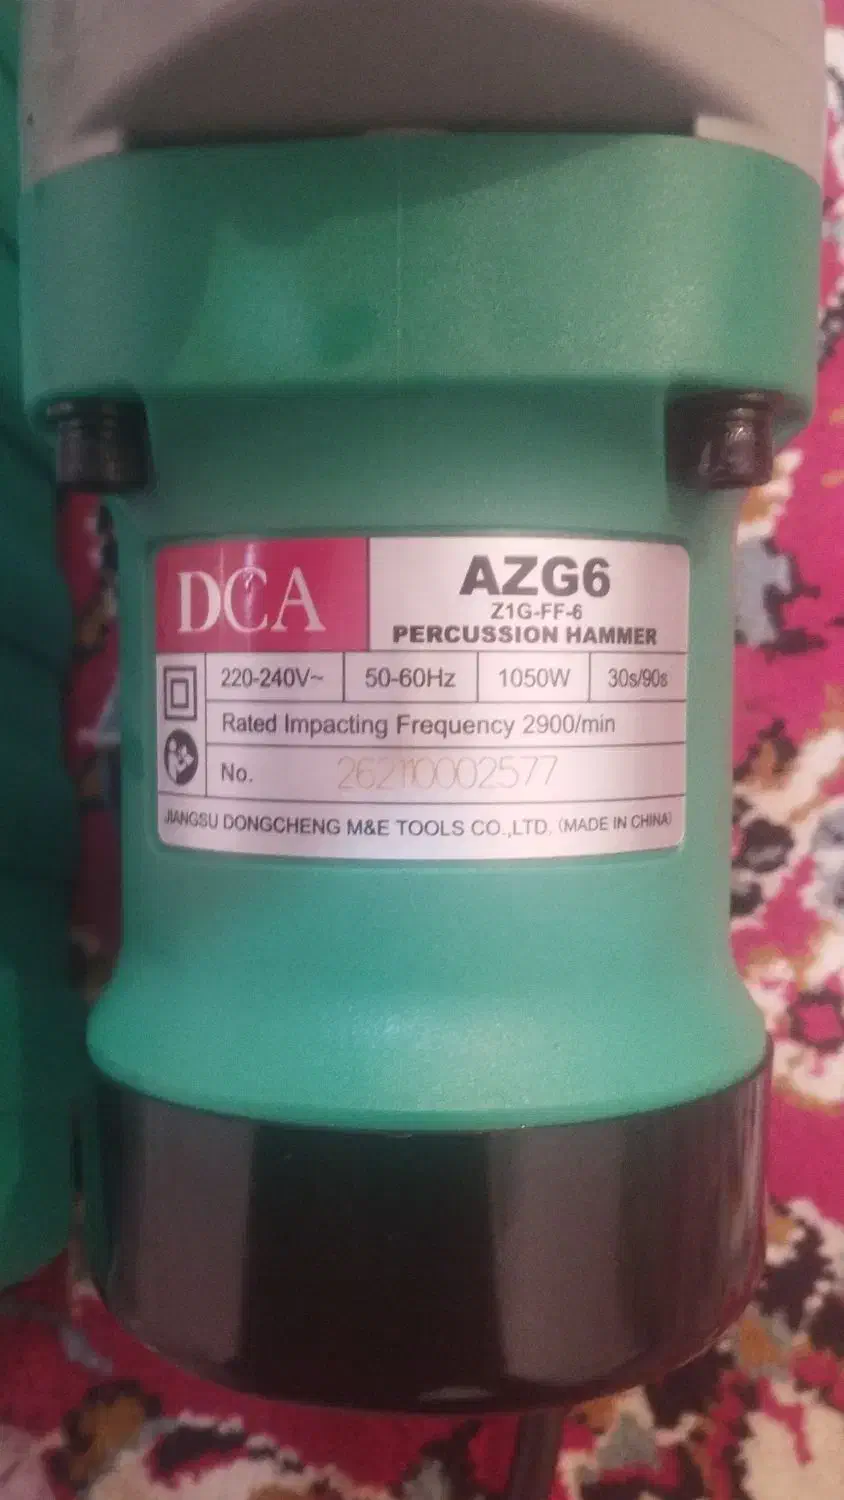 DCA
AZG6
Z1G-FF-6
PERCUSSION HAMMER
220-240V~ 50-60Hz 1050W 30s/90s
Rated Impacting Frequency 2900/min
No. 26210002577
JIANGSU DONGCHENG M&E TOOLS CO.,LTD. (MADE IN CHINA)